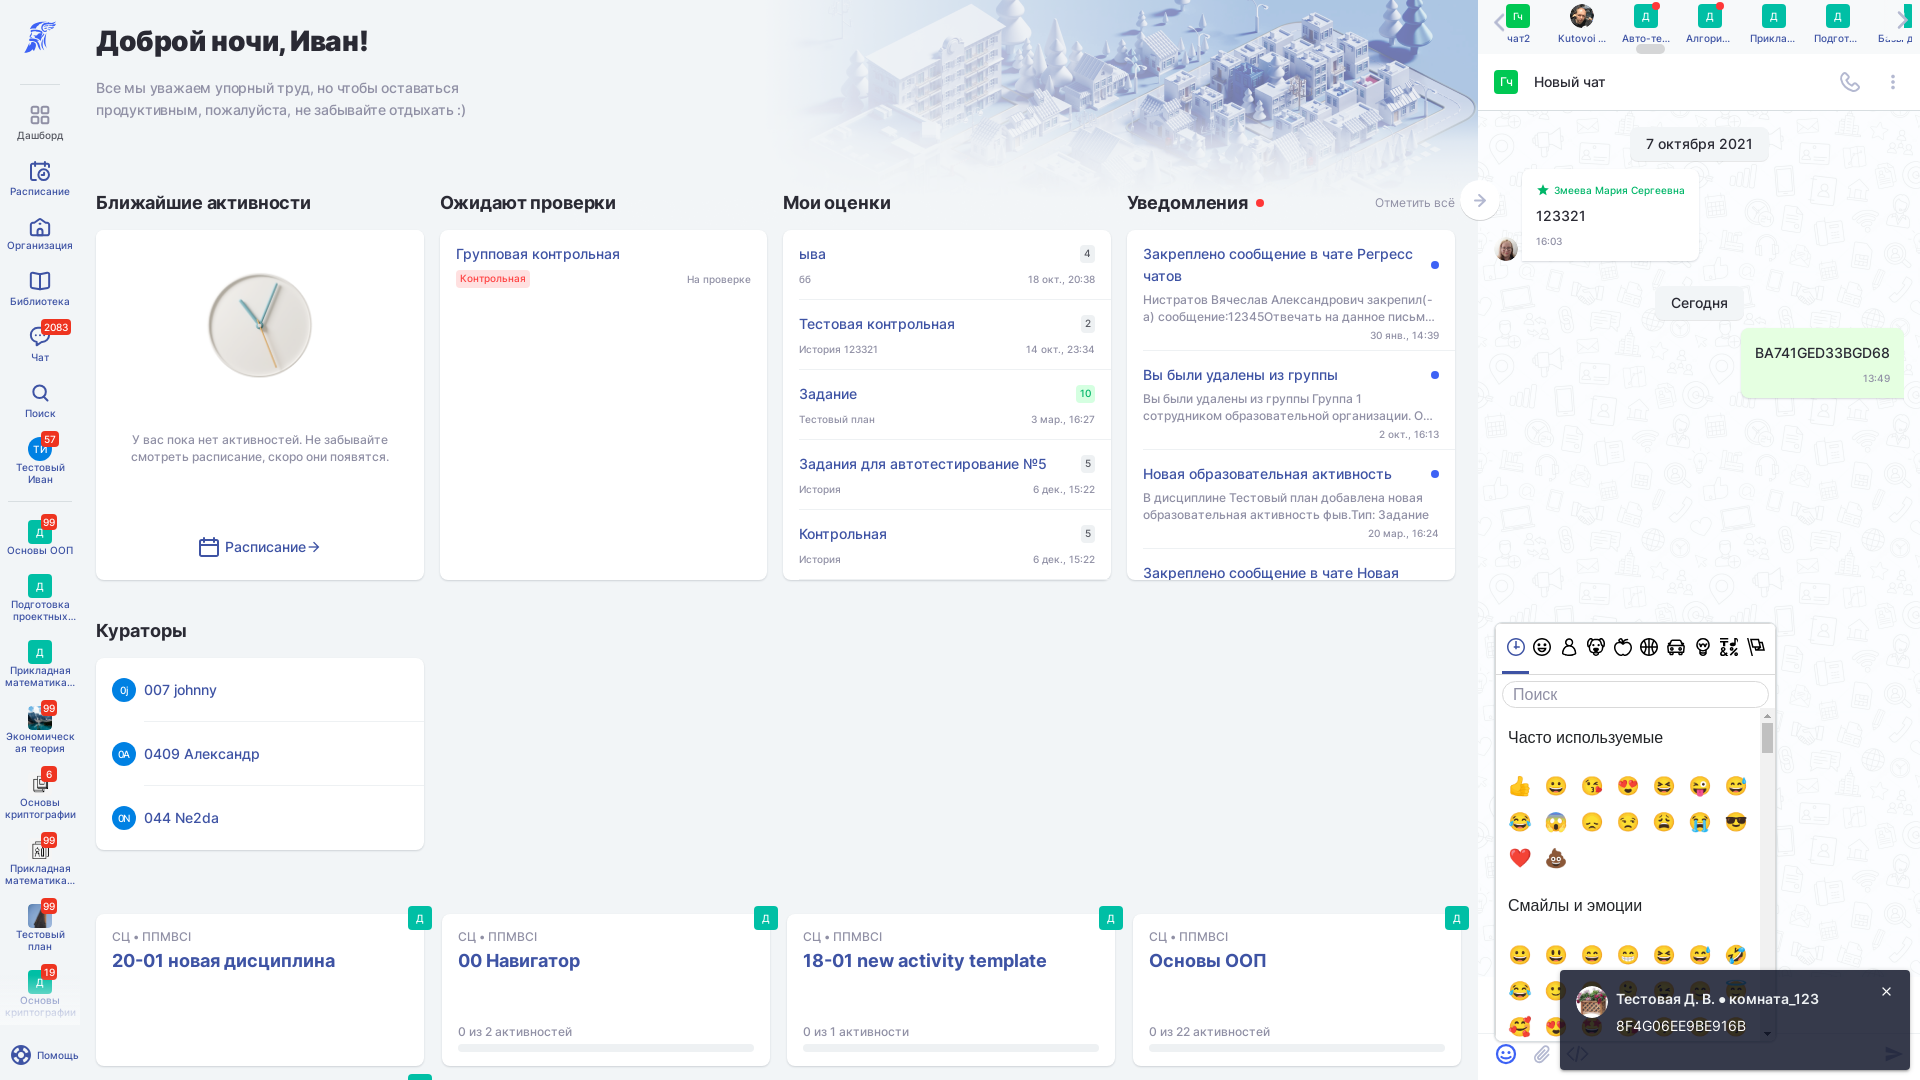 Дашборд
Расписание
Организация
Библиотека
2083
Чат
Поиск
57
ТИ
Тестовый
Иван
99
Д
Основы ООП
Д
Подготовка
проектных...
Д
Прикладная
математика...
99
Экономическ
ая теория
6
Основы
криптографии
99
Прикладная
математика...
99
Тестовый
план
19
Д
Основы
криптографии
Помощь
Доброй ночи, Иван!
Все мы уважаем упорный труд, но чтобы оставаться
продуктивным, пожалуйста, не забывайте отдыхать :)
Ближайшие активности
У вас пока нет активностей. Не забывайте
смотреть расписание, скоро они появятся.
Расписание
Ожидают проверки
Групповая контрольная
Контрольная
На проверке
Мои оценки
ыва
4
бб
18 окт., 20:38
Тестовая контрольная
2
История 123321
14 окт., 23:34
Задание
10
Тестовый план
3 мар., 16:27
Задания для автотестирование №5
5
История
6 дек., 15:22
Контрольная
5
История
6 дек., 15:22
Уведомления
Отметить всё
Закреплено сообщение в чате Регресс
чатов
Нистратов Вячеслав Александрович закрепил(-
а) сообщение:12345Отвечать на данное письм...
30 янв., 14:39
Вы были удалены из группы
Вы были удалены из группы Группа 1
сотрудником образовательной организации. О...
2 окт., 16:13
Новая образовательная активность
В дисциплине Тестовый план добавлена новая
образовательная активность фыв.Тип: Задание
20 мар., 16:24
Закреплено сообщение в чате Новая
Кураторы
0j
007 johnny
0А
0409 Александр
0N
044 Ne2da
Д
СЦ • ППМВСI
20-01 новая дисциплина
Д
СЦ • ППМВСI
00 Навигатор
0 из 2 активностей
Д
СЦ • ППМВСI
18-01 new activity template
0 из 1 активности
Д
СЦ • ППМВСI
Основы ООП
0 из 22 активностей
Д
Гч
чат2
Kutovoi ...
Д
Авто-те...
Д
Алгори...
Д
Прикла...
Д
Подгот...
Базы д
Гч
Новый чат
7 октября 2021
Змеева Мария Сергеевна
123321
16:03
Сегодня
BA741GED33BGD68
13:49
Поиск
Часто используемые
Смайлы и эмоции
Тестовая Д. В. • комната_123
8F4G06EE9BE916B